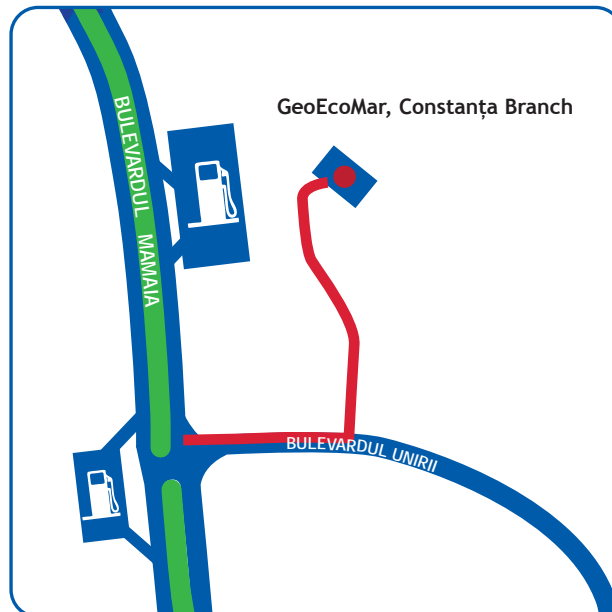 GeoEcoMar, Constanța Branch
BULEVARDUL MAMAIA
BULEVARDUL UNIRII